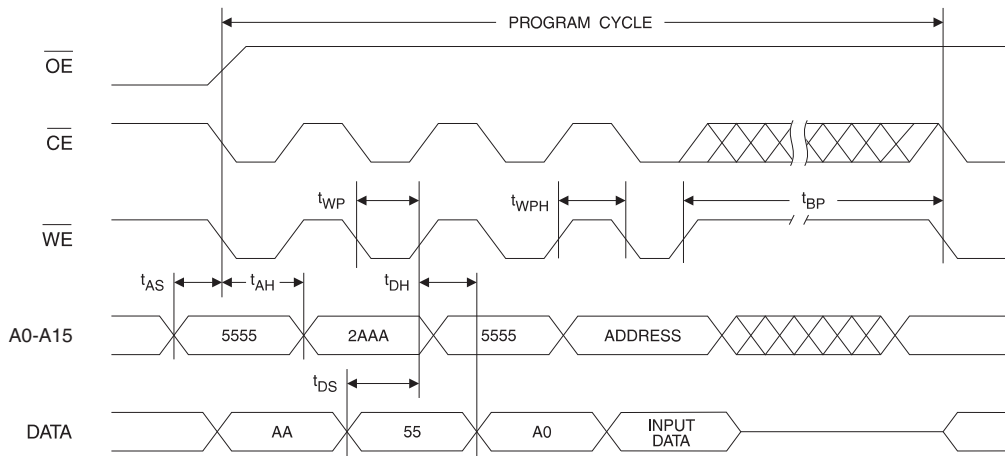 PROGRAM CYCLE
OE
CE
tWP tWPH tBP
WE
tAS tAH tDH
A0-A15 5555 2AAA 5555 ADDRESS
tDS
DATA AA 55 A0 INPUT
DATA